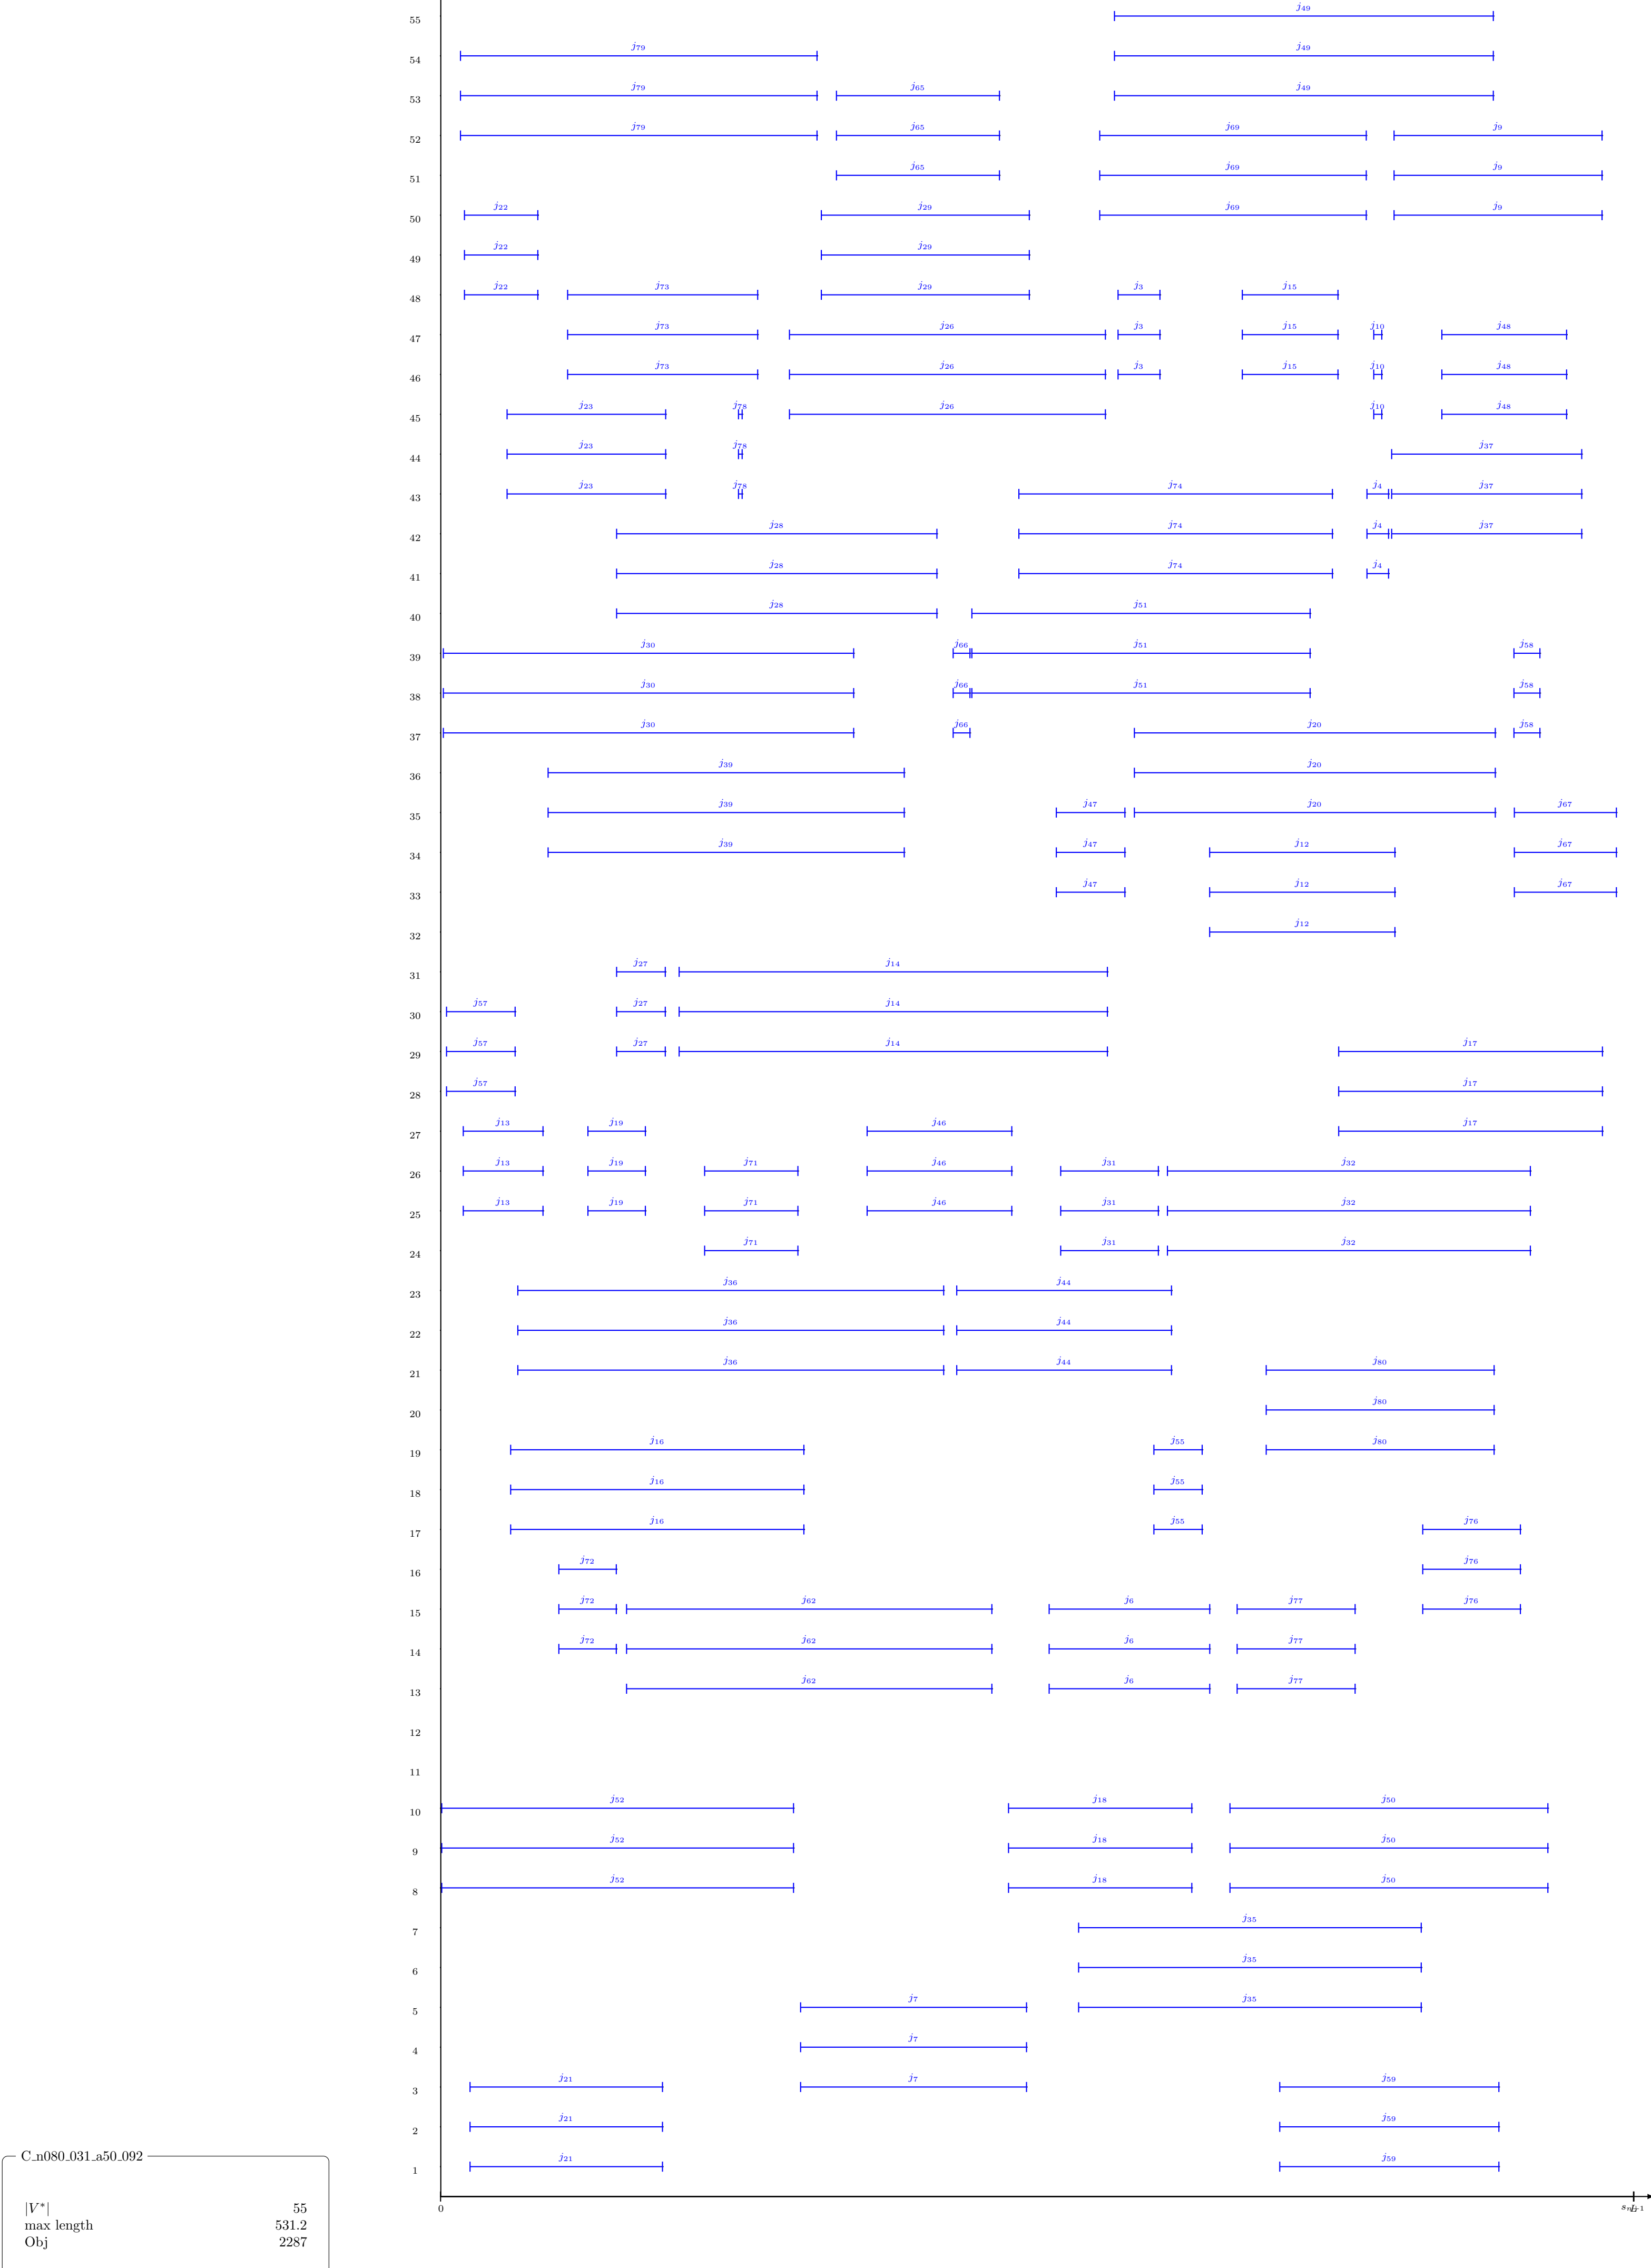 j49
55
j79 j49
54
j79 j65 j49
53
j79 j65 j69 j9
52
j65 j69 j9
51
j22 j29 j69 j9
50
j22 j29
49
j22 j73 j29 j3 j15
48
j73 j26 j3 j15 j10 j48
47
j73 j26 j3 j15 j10 j48
46
j23 j78 j26 j10 j48
45
j23 j78 j37
44
j23 j78 j74 j4 j37
43
j28 j74 j4 j37
42
j28 j74 j4
41
j28 j51
40
j30 j66 j51 j58
39
j30 j66 j51 j58
38
j30 j66 j20 j58
37
j39 j20
36
j39 j47 j20 j67
35
j39 j47 j12 j67
34
j47 j12 j67
33
j12
32
j27 j14
31
j57 j27 j14
30
j57 j27 j14 j17
29
j57 j17
28
j13 j19 j46 j17
27
j13 j19 j71 j46 j31 j32
26
j13 j19 j71 j46 j31 j32
25
j71 j31 j32
24
j36 j44
23
j36 j44
22
j36 j44 j80
21
j80
20
j16 j55 j80
19
j16 j55
18
j16 j55 j76
17
j72 j76
16
j72 j62 j6 j77 j76
15
j72 j62 j6 j77
14
j62 j6 j77
13
12
11
j52 j18 j50
10
j52 j18 j50
9
j52 j18 j50
8
j35
7
j35
6
j7 j35
5
j7
4
j21 j7 j59
3
j21 j59
2
j21 j59
1
0
C_n080_031_a50_092
|V*| 55
max length 531.2
Obj 2287